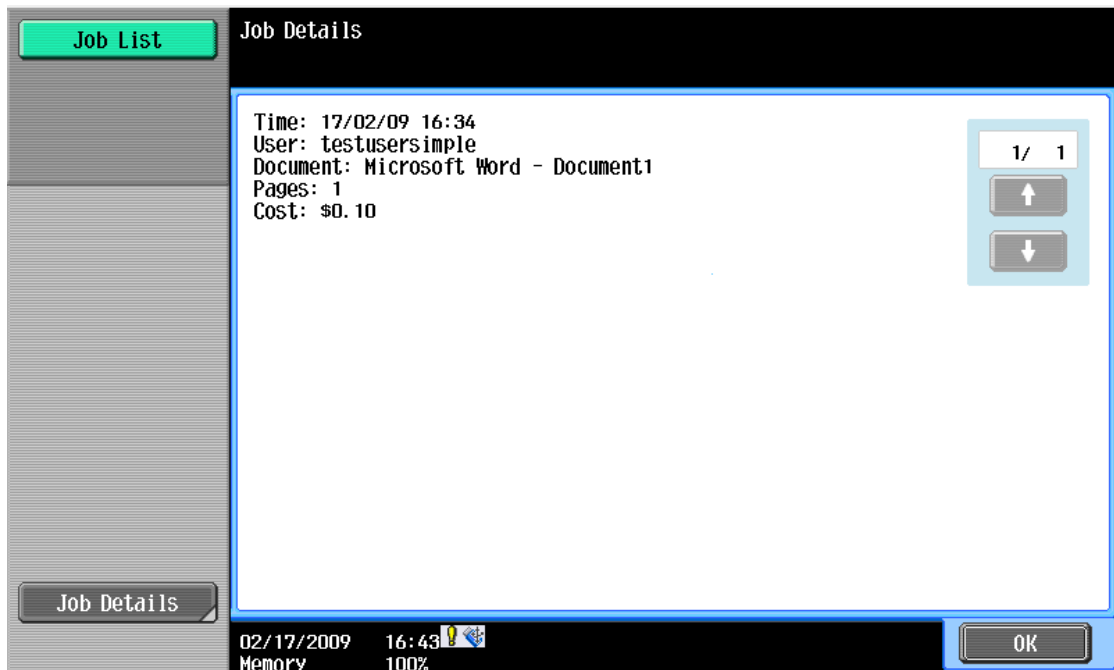 Job List
Job Details
Time: 17/02/09 16:34
User: testusersimple
Document: Microsoft Word - Document1
Pages: 1
Cost: $0.10
1/ 1
Job Details
02/17/2009 16:43
Memory 100%
OK